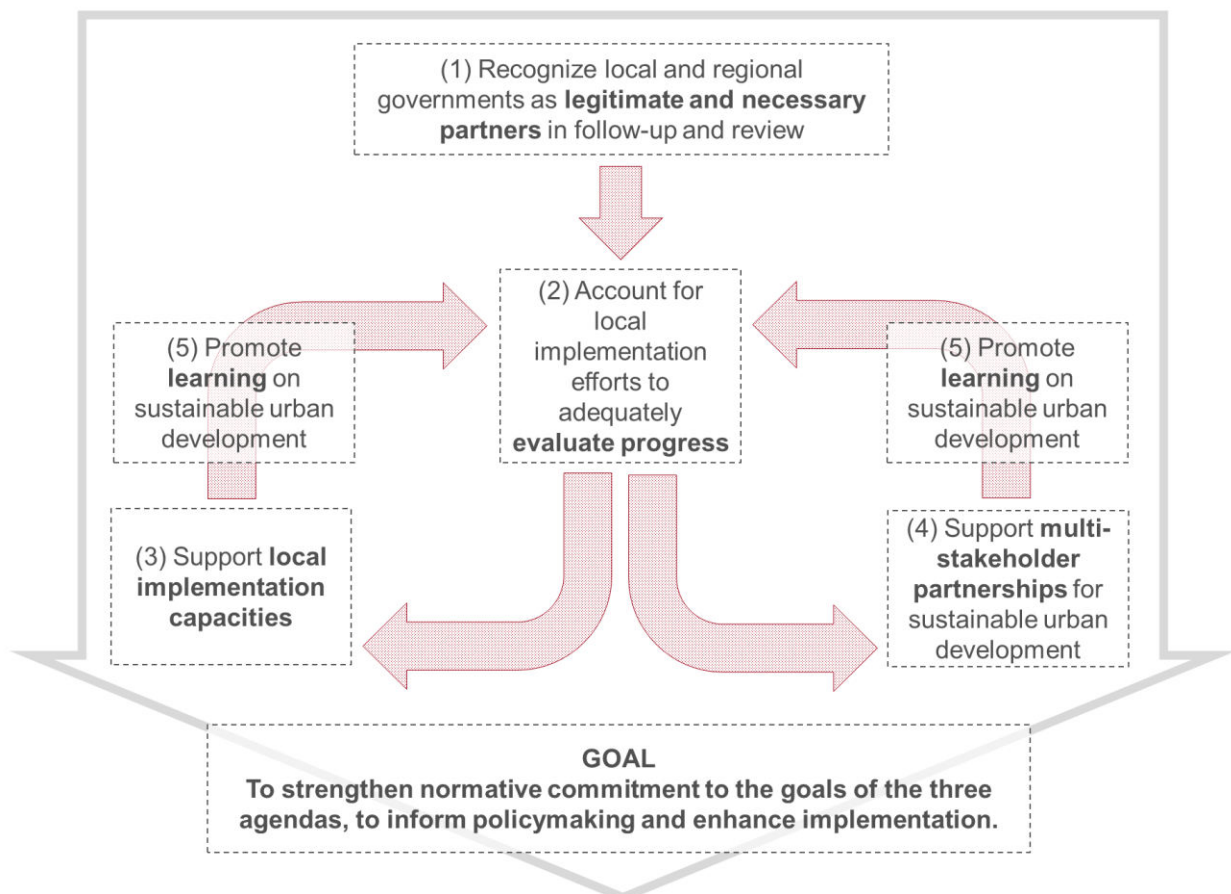 (1) Recognize local and regional
governments as legitimate and necessary
partners in follow-up and review
(2) Account for
local
implementation
efforts to
adequately
evaluate progress
(5) Promote
learning on
sustainable urban
development
(5) Promote
learning on
sustainable urban
development
(3) Support local
implementation
capacities
(4) Support multi-
stakeholder
partnerships for
sustainable urban
development
GOAL
To strengthen normative commitment to the goals of the three
agendas, to inform policymaking and enhance implementation.